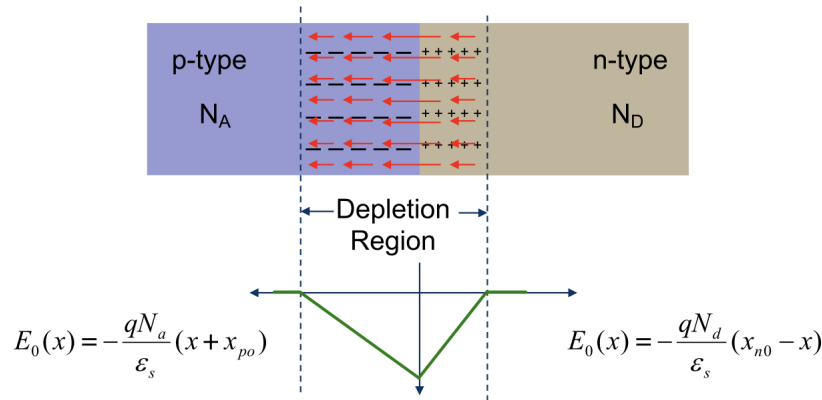 p-type
N_A
n-type
N_D
+++++
+++++
+++++
+++++
Depletion
Region
E_0(x) = -\frac{qN_a}{\varepsilon_s}(x + x_{po})
E_0(x) = -\frac{qN_d}{\varepsilon_s}(x_{n0} - x)